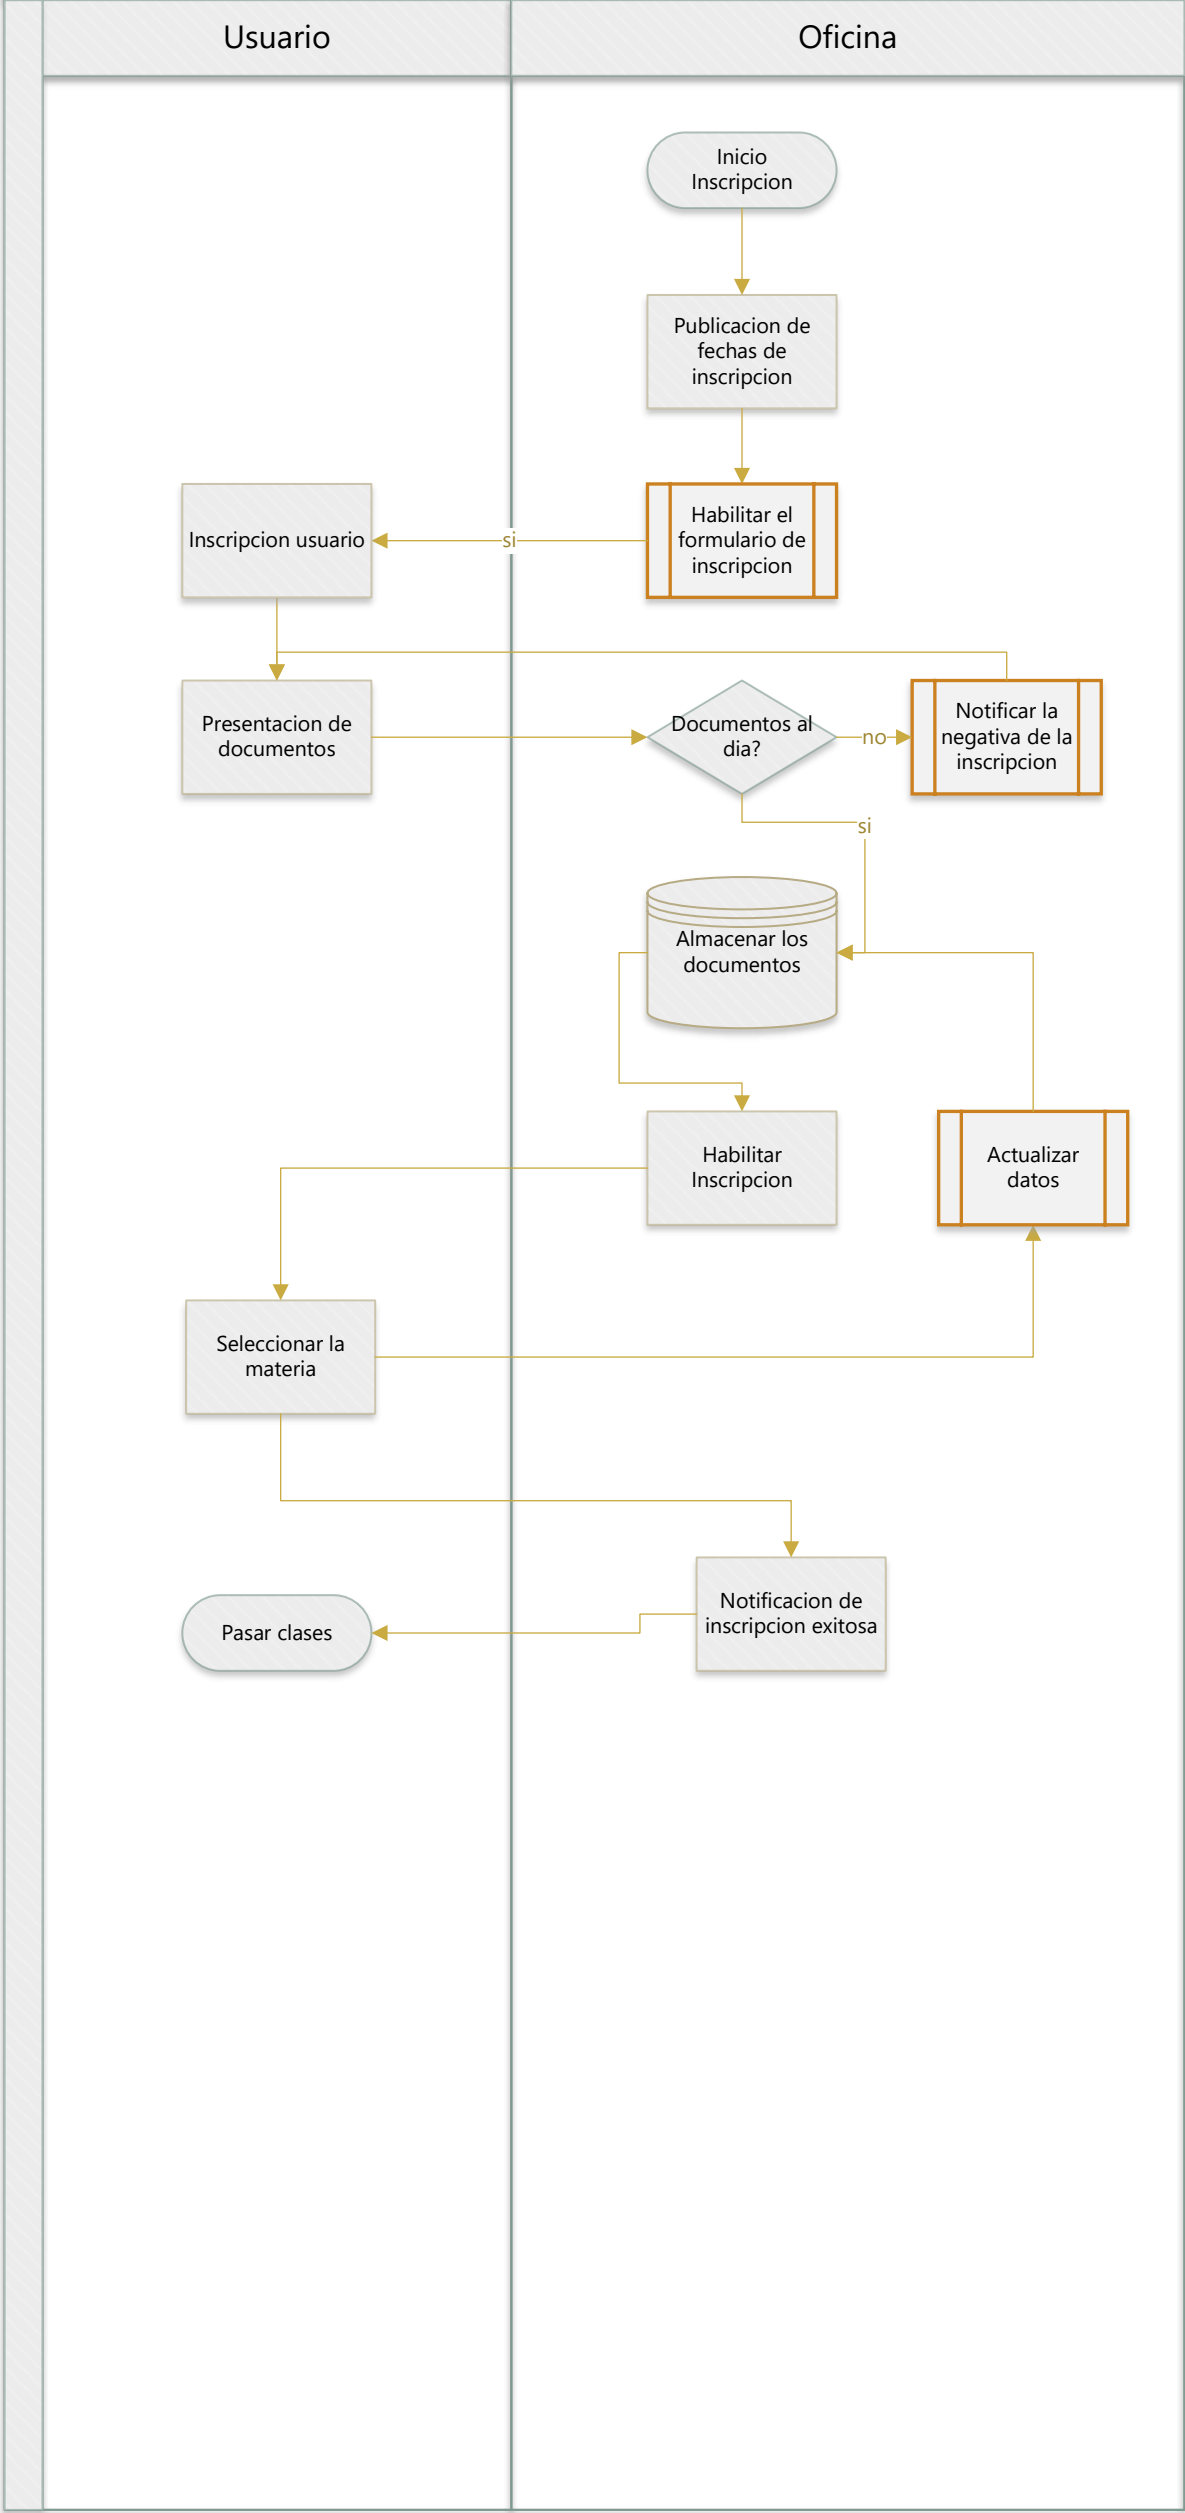 Usuario
Oficina
Inicio
Inscripcion
Publicacion de
fechas de
inscripcion
Habilitar el
formulario de
inscripcion
si
Inscripcion usuario
Presentacion de
documentos
Documentos al
dia?
no
Notificar la
negativa de la
inscripcion
si
Almacenar los
documentos
Habilitar
Inscripcion
Actualizar
datos
Seleccionar la
materia
Notificacion de
inscripcion exitosa
Pasar clases